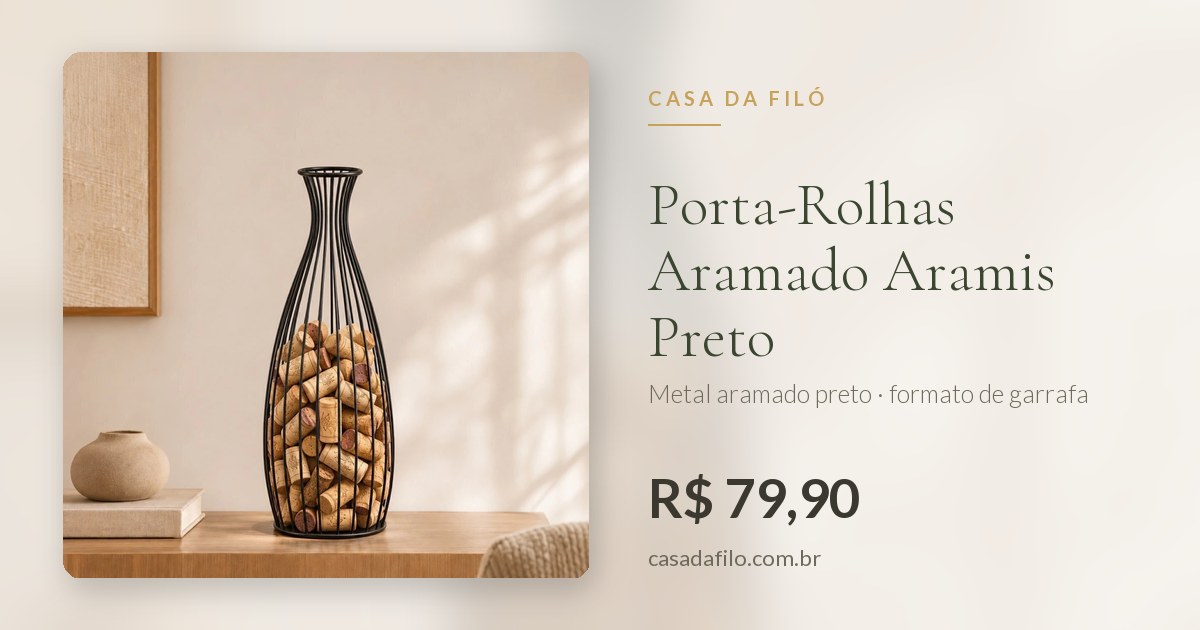 CASA DA FILÓ
Porta-Rolhas
Aramado Aramis
Preto
Metal aramado preto · formato de garrafa
R$ 79,90
casadafilo.com.br